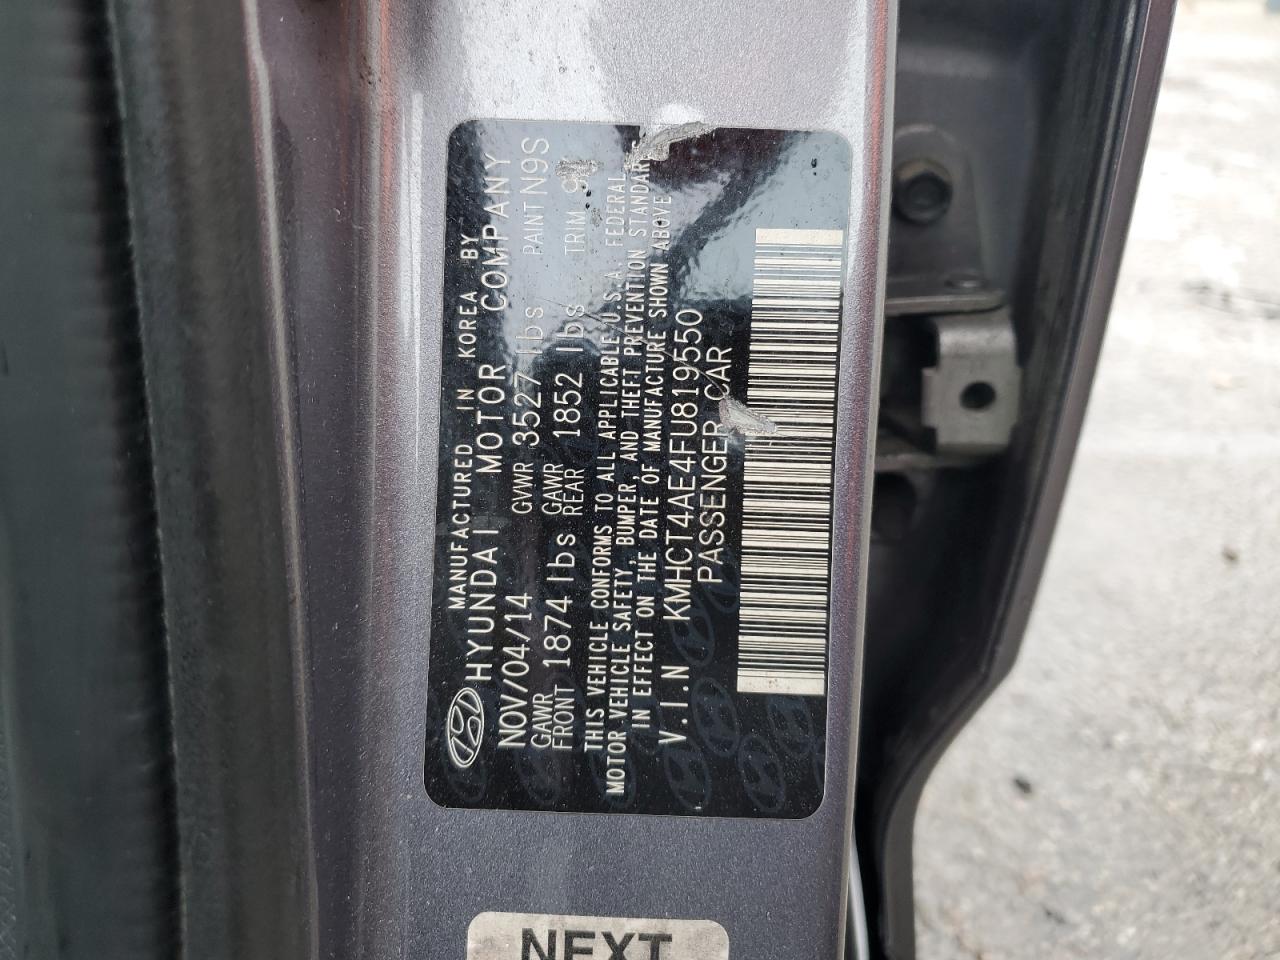 MANUFACTURED IN KOREA BY
HYUNDAI MOTOR COMPANY
NOV/04/14 GVWR 3527 lbs PAINT N9S
GAWR FRONT 1874 lbs GAWR REAR 1852 lbs TRIM
THIS VEHICLE CONFORMS TO ALL APPLICABLE U.S.A FEDERAL
MOTOR VEHICLE SAFETY, BUMPER, AND THEFT PREVENTION
IN EFFECT ON THE DATE OF MANUFACTURE SHOWN ABOVE
V.I.N KMHCT4AE4FU819550
PASSENGER CAR
NEXT